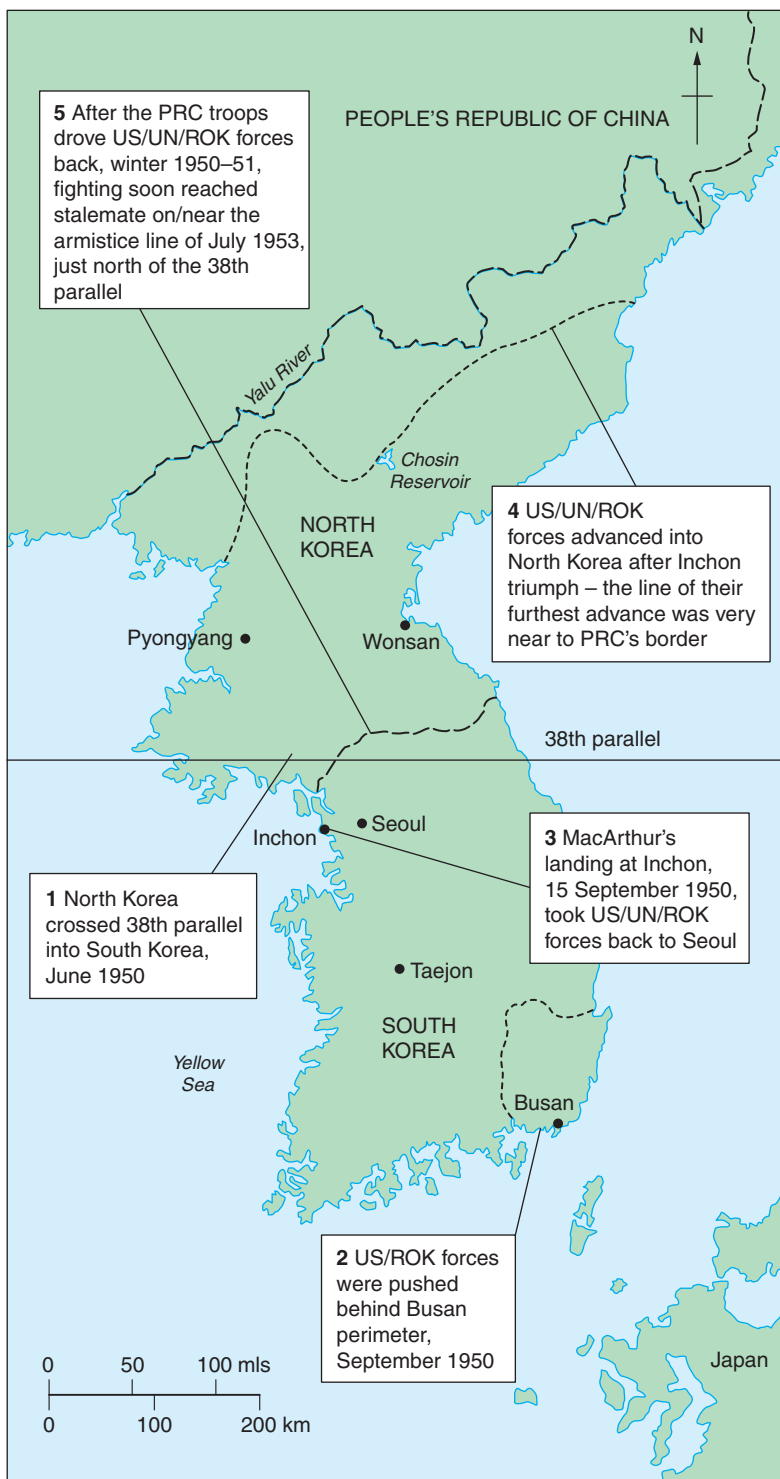 N
PEOPLE'S REPUBLIC OF CHINA
5 After the PRC troops
drove US/UN/ROK forces
back, winter 1950–51,
fighting soon reached
stalemate on/near the
armistice line of July 1953,
just north of the 38th
parallel
Yalu River
Chosin
Reservoir
NORTH
KOREA
4 US/UN/ROK
forces advanced into
North Korea after Inchon
triumph – the line of their
furthest advance was very
near to PRC's border
Pyongyang
Wonsan
38th parallel
Inchon
Seoul
3 MacArthur's
landing at Inchon,
15 September 1950,
took US/UN/ROK
forces back to Seoul
1 North Korea
crossed 38th parallel
into South Korea,
June 1950
Taejon
SOUTH
KOREA
Yellow
Sea
Busan
2 US/ROK forces
were pushed
behind Busan
perimeter,
September 1950
Japan
0 50 100 mls
0 100 200 km